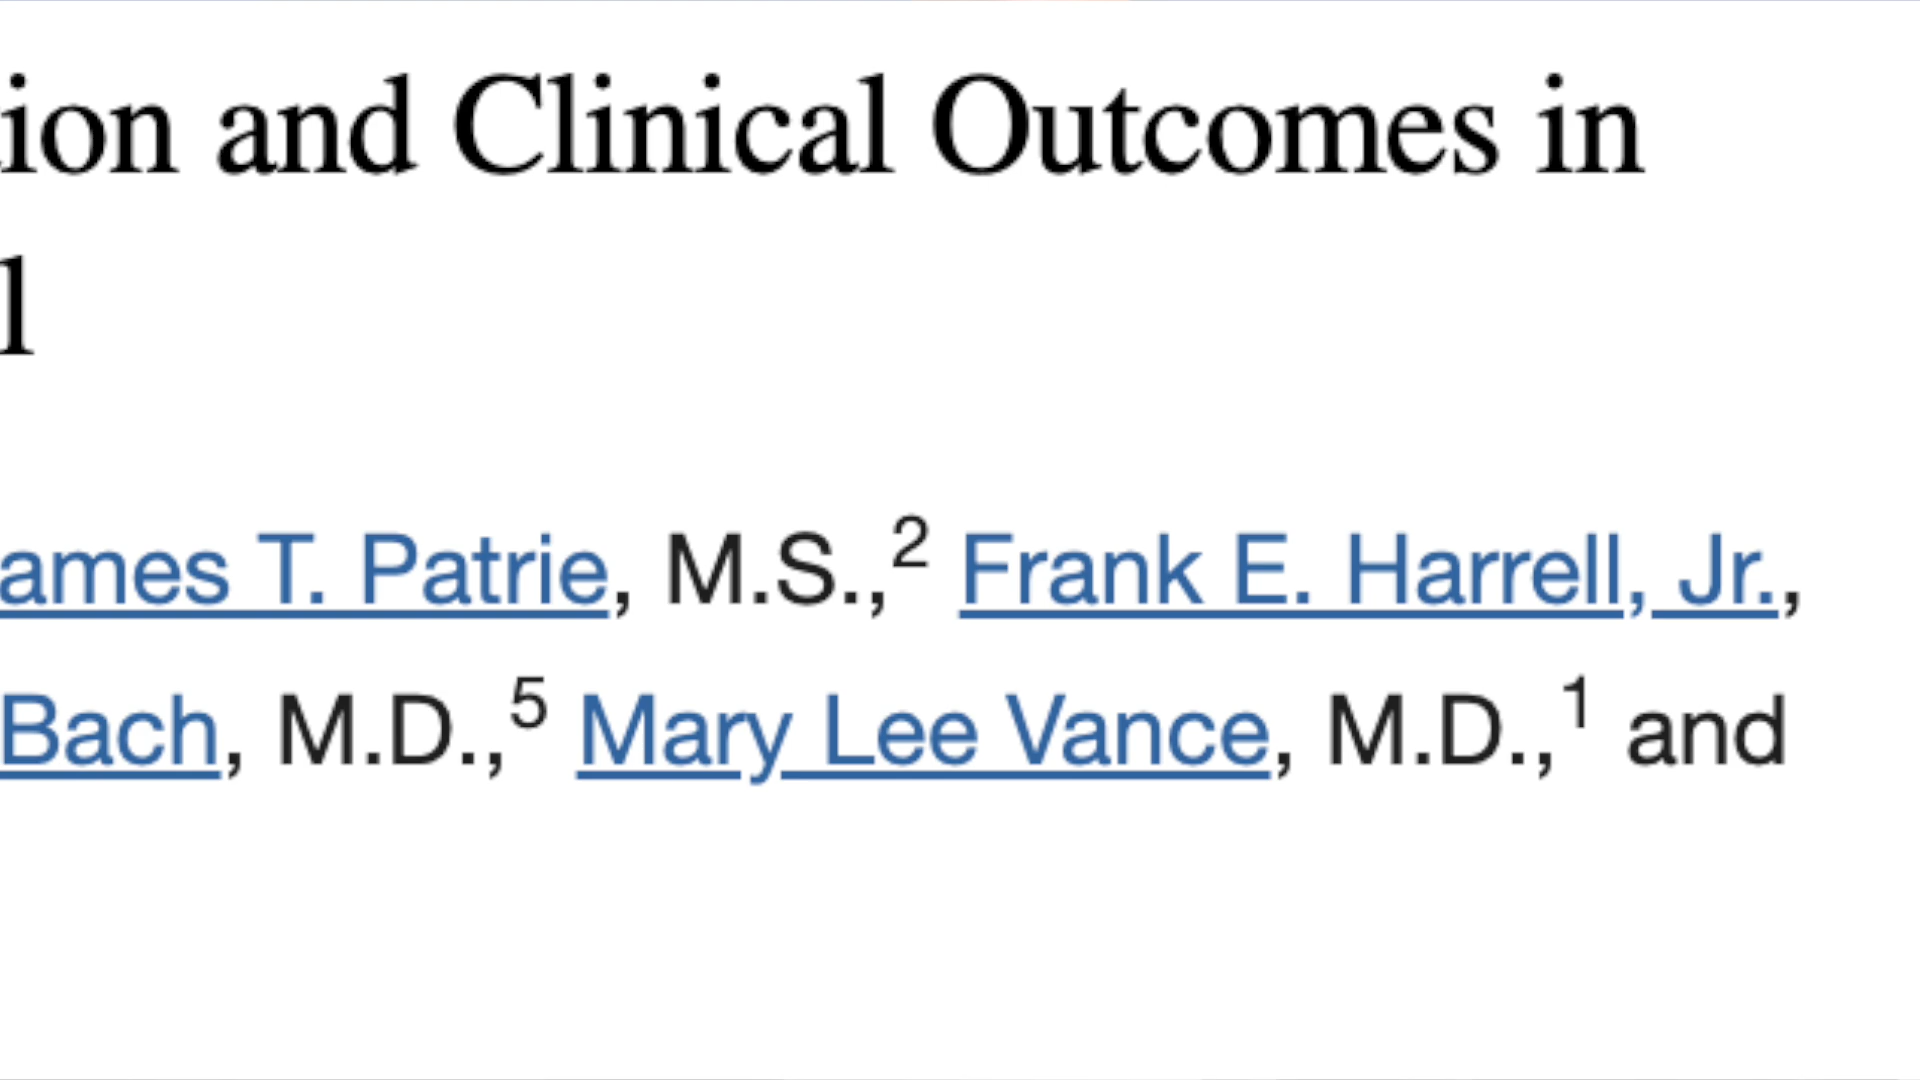 ion and Clinical Outcomes in
l
ames T. Patrie, M.S.,2 Frank E. Harrell, Jr.,
Bach, M.D.,5 Mary Lee Vance, M.D.,1 and